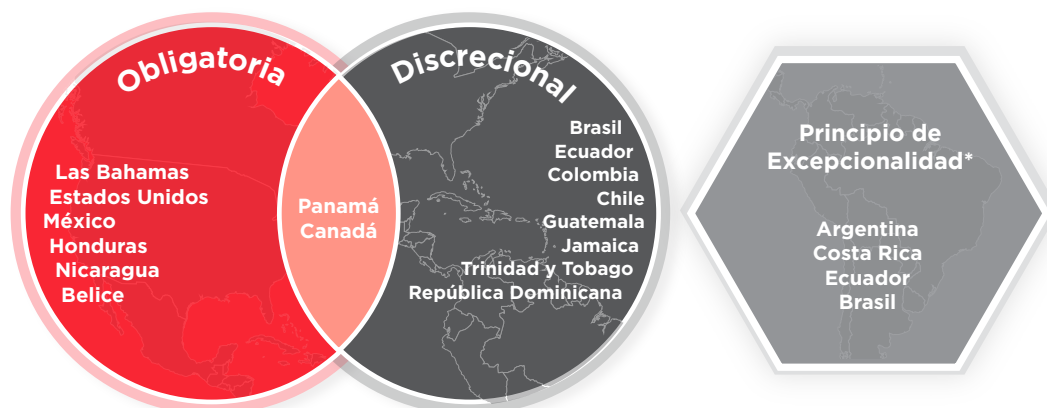 Obligatoria
Las Bahamas
Estados Unidos
México
Honduras
Nicaragua
Belice
Panamá
Canadá
Discrecional
Brasil
Ecuador
Colombia
Chile
Guatemala
Jamaica
Trinidad y Tobago
República Dominicana
Principio de
Excepcionalidad*
Argentina
Costa Rica
Ecuador
Brasil